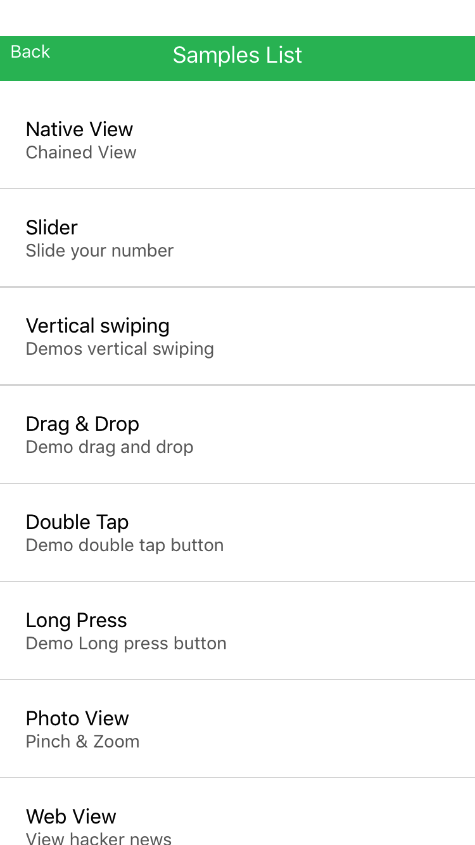 Back
Samples List
Native View
Chained View
Slider
Slide your number
Vertical swiping
Demos vertical swiping
Drag & Drop
Demo drag and drop
Double Tap
Demo double tap button
Long Press
Demo Long press button
Photo View
Pinch & Zoom
Web View
View hacker news